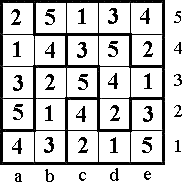 2 5 1 3 4 5
1 4 3 5 2 4
3 2 5 4 1 3
5 1 4 2 3 2
4 3 2 1 5 1
a b c d e